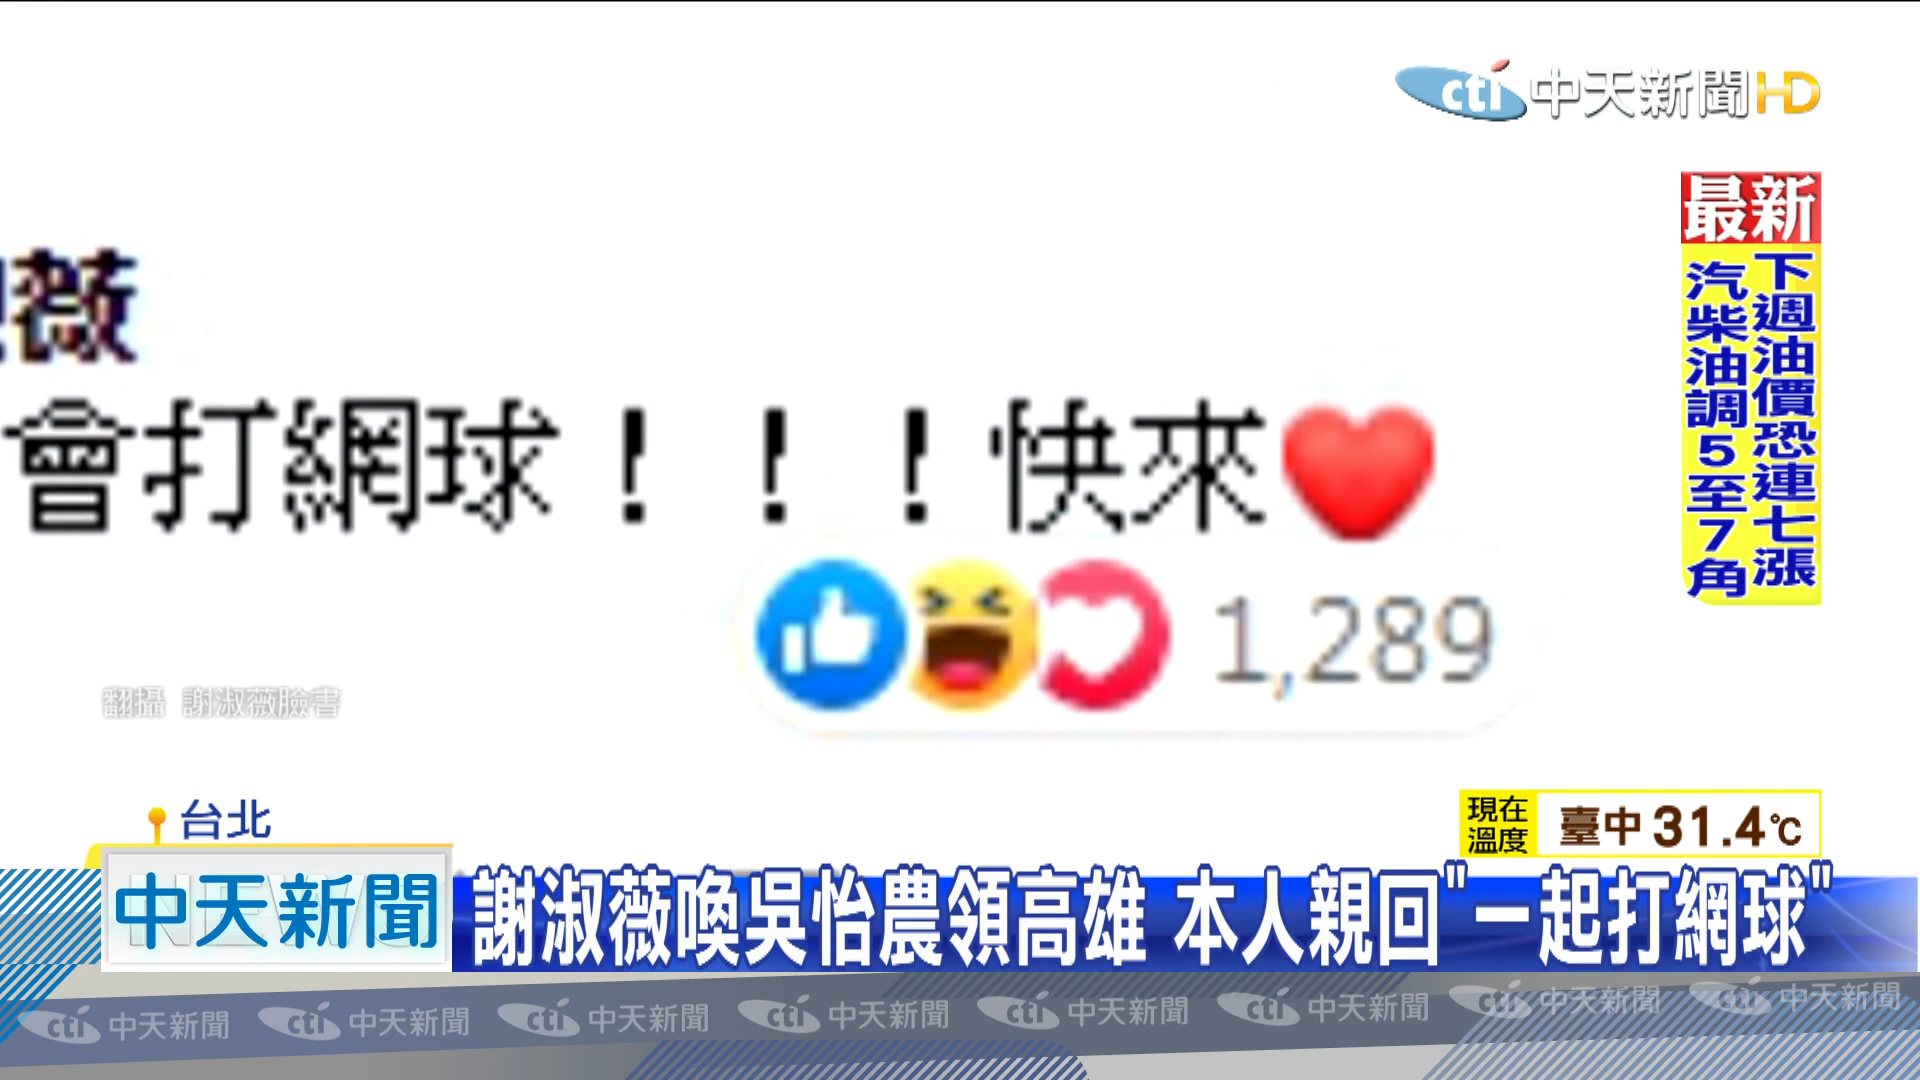 cti 中天新聞HD
最新
下週油價恐連七漲
汽柴油調5至7角
薇
會打網球！！！快來❤
1,289
翻攝 謝淑薇臉書
台北
現在溫度
臺中 31.4℃
中天新聞
NEWS
謝淑薇喚吳怡農領高雄 本人親回"一起打網球"
cti 中天新聞 cti 中天新聞 cti 中天新聞 cti 中天新聞 cti 中天新聞 cti 中天新聞 cti 中天新聞 cti 中天新聞